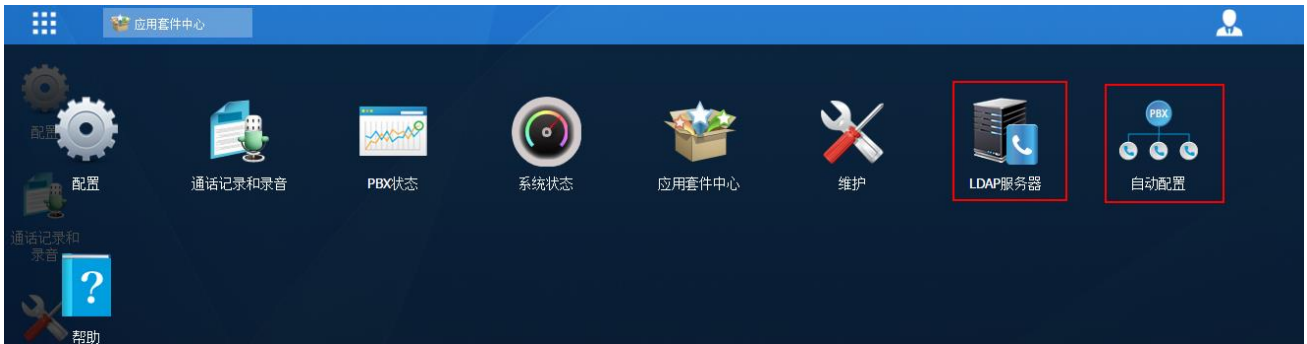 应用套件中心
配置
配置
通话记录和录音
PBX状态
系统状态
应用套件中心
维护
LDAP服务器
PBX
自动配置
通话记录和
录音
?
帮助